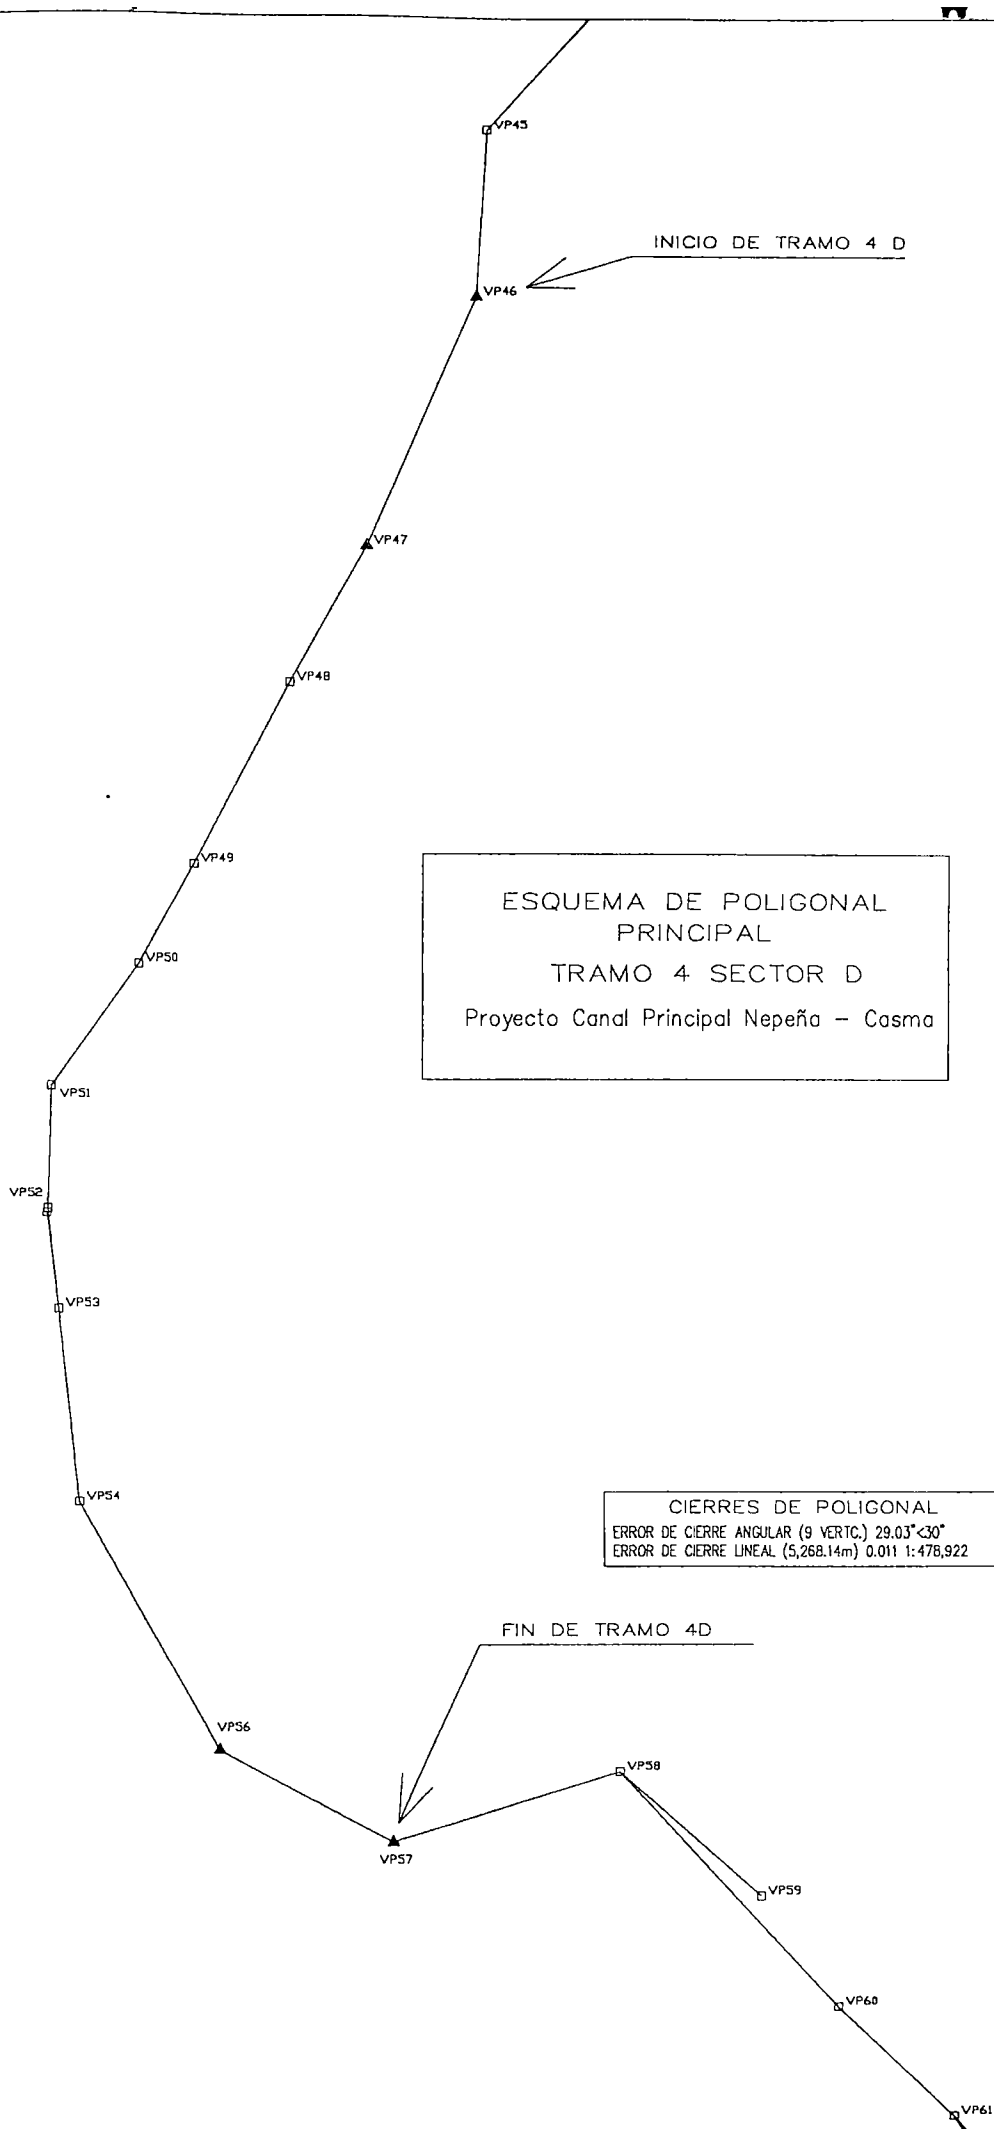 VP45
INICIO DE TRAMO 4 D
VP46
VP47
VP48
VP49
ESQUEMA DE POLIGONAL
PRINCIPAL
TRAMO 4 SECTOR D
Proyecto Canal Principal Nepeña – Casma
VP50
VP51
VP52
VP53
VP54
CIERRES DE POLIGONAL
ERROR DE CIERRE ANGULAR (9 VERTC.) 29.03"<30"
ERROR DE CIERRE LINEAL (5,268.14m) 0.011 1:478,922
FIN DE TRAMO 4D
VP56
VP58
VP57
VP59
VP60
VP61